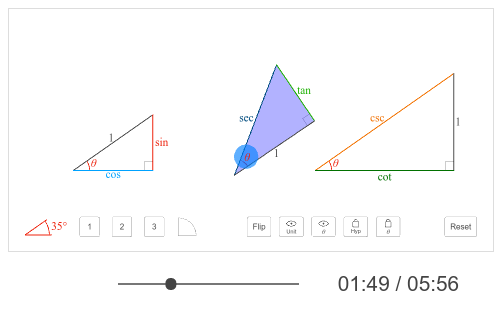 tan
sec
csc
1
1
sin
θ
1
θ
θ
cos
cot
35°
1
2
3
Flip
Unit
θ
Hyp
θ
Reset
01:49 / 05:56